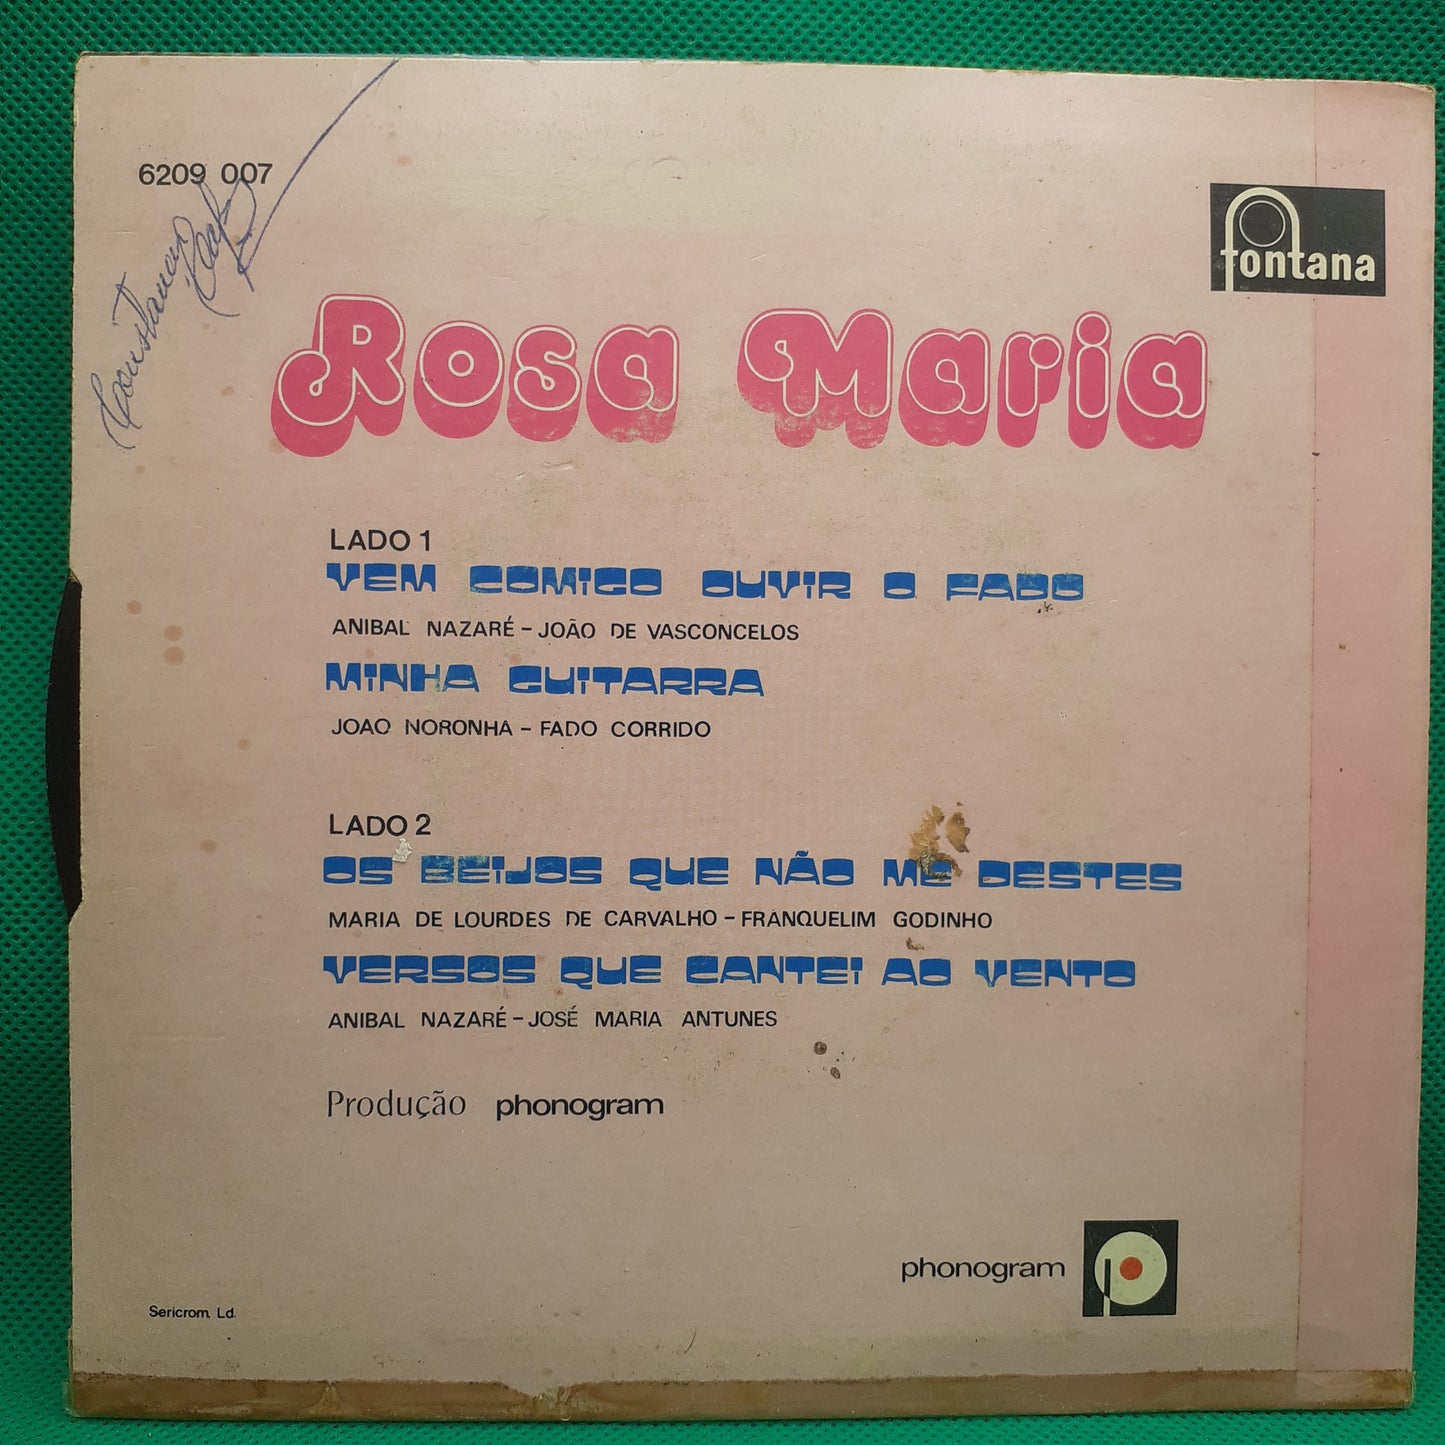 6209 007
fontana
Rosa Maria
LADO 1
VEM COMIGO OUVIR O FADO
ANIBAL NAZARÉ - JOÃO DE VASCONCELOS
MINHA GUITARRA
JOAO NORONHA - FADO CORRIDO
LADO 2
OS BEIJOS QUE NÃO ME DESTES
MARIA DE LOURDES DE CARVALHO - FRANQUELIM GODINHO
VERSOS QUE CANTEI AO VENTO
ANIBAL NAZARÉ - JOSÉ MARIA ANTUNES
Produção phonogram
phonogram
Sericrom Ld.